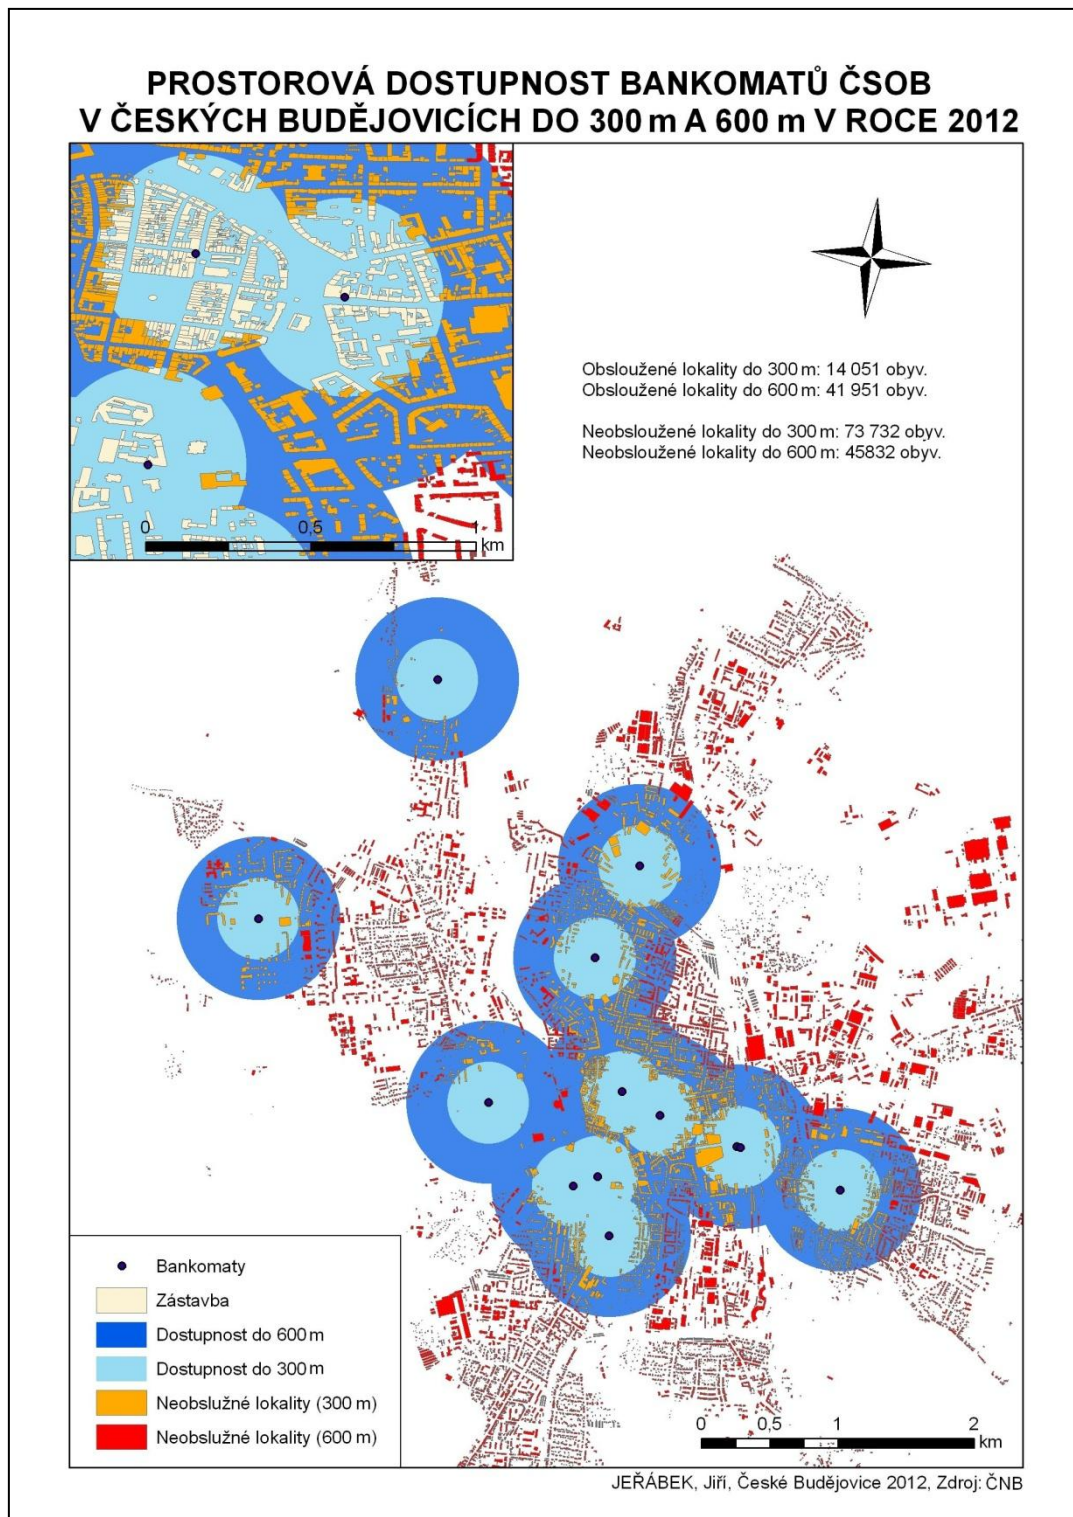 PROSTOROVÁ DOSTUPNOST BANKOMATŮ ČSOB
V ČESKÝCH BUDĚJOVICÍCH DO 300 m A 600 m V ROCE 2012
Obsloužené lokality do 300 m: 14 051 obyv.
Obsloužené lokality do 600 m: 41 951 obyv.
Neobsloužené lokality do 300 m: 73 732 obyv.
Neobsloužené lokality do 600 m: 45832 obyv.
0 0,5 1
km
Bankomaty
Zástavba
Dostupnost do 600 m
Dostupnost do 300 m
Neobslužné lokality (300 m)
Neobslužné lokality (600 m)
0 0,5 1 2
km
JEŘÁBEK, Jiří, České Budějovice 2012, Zdroj: ČNB